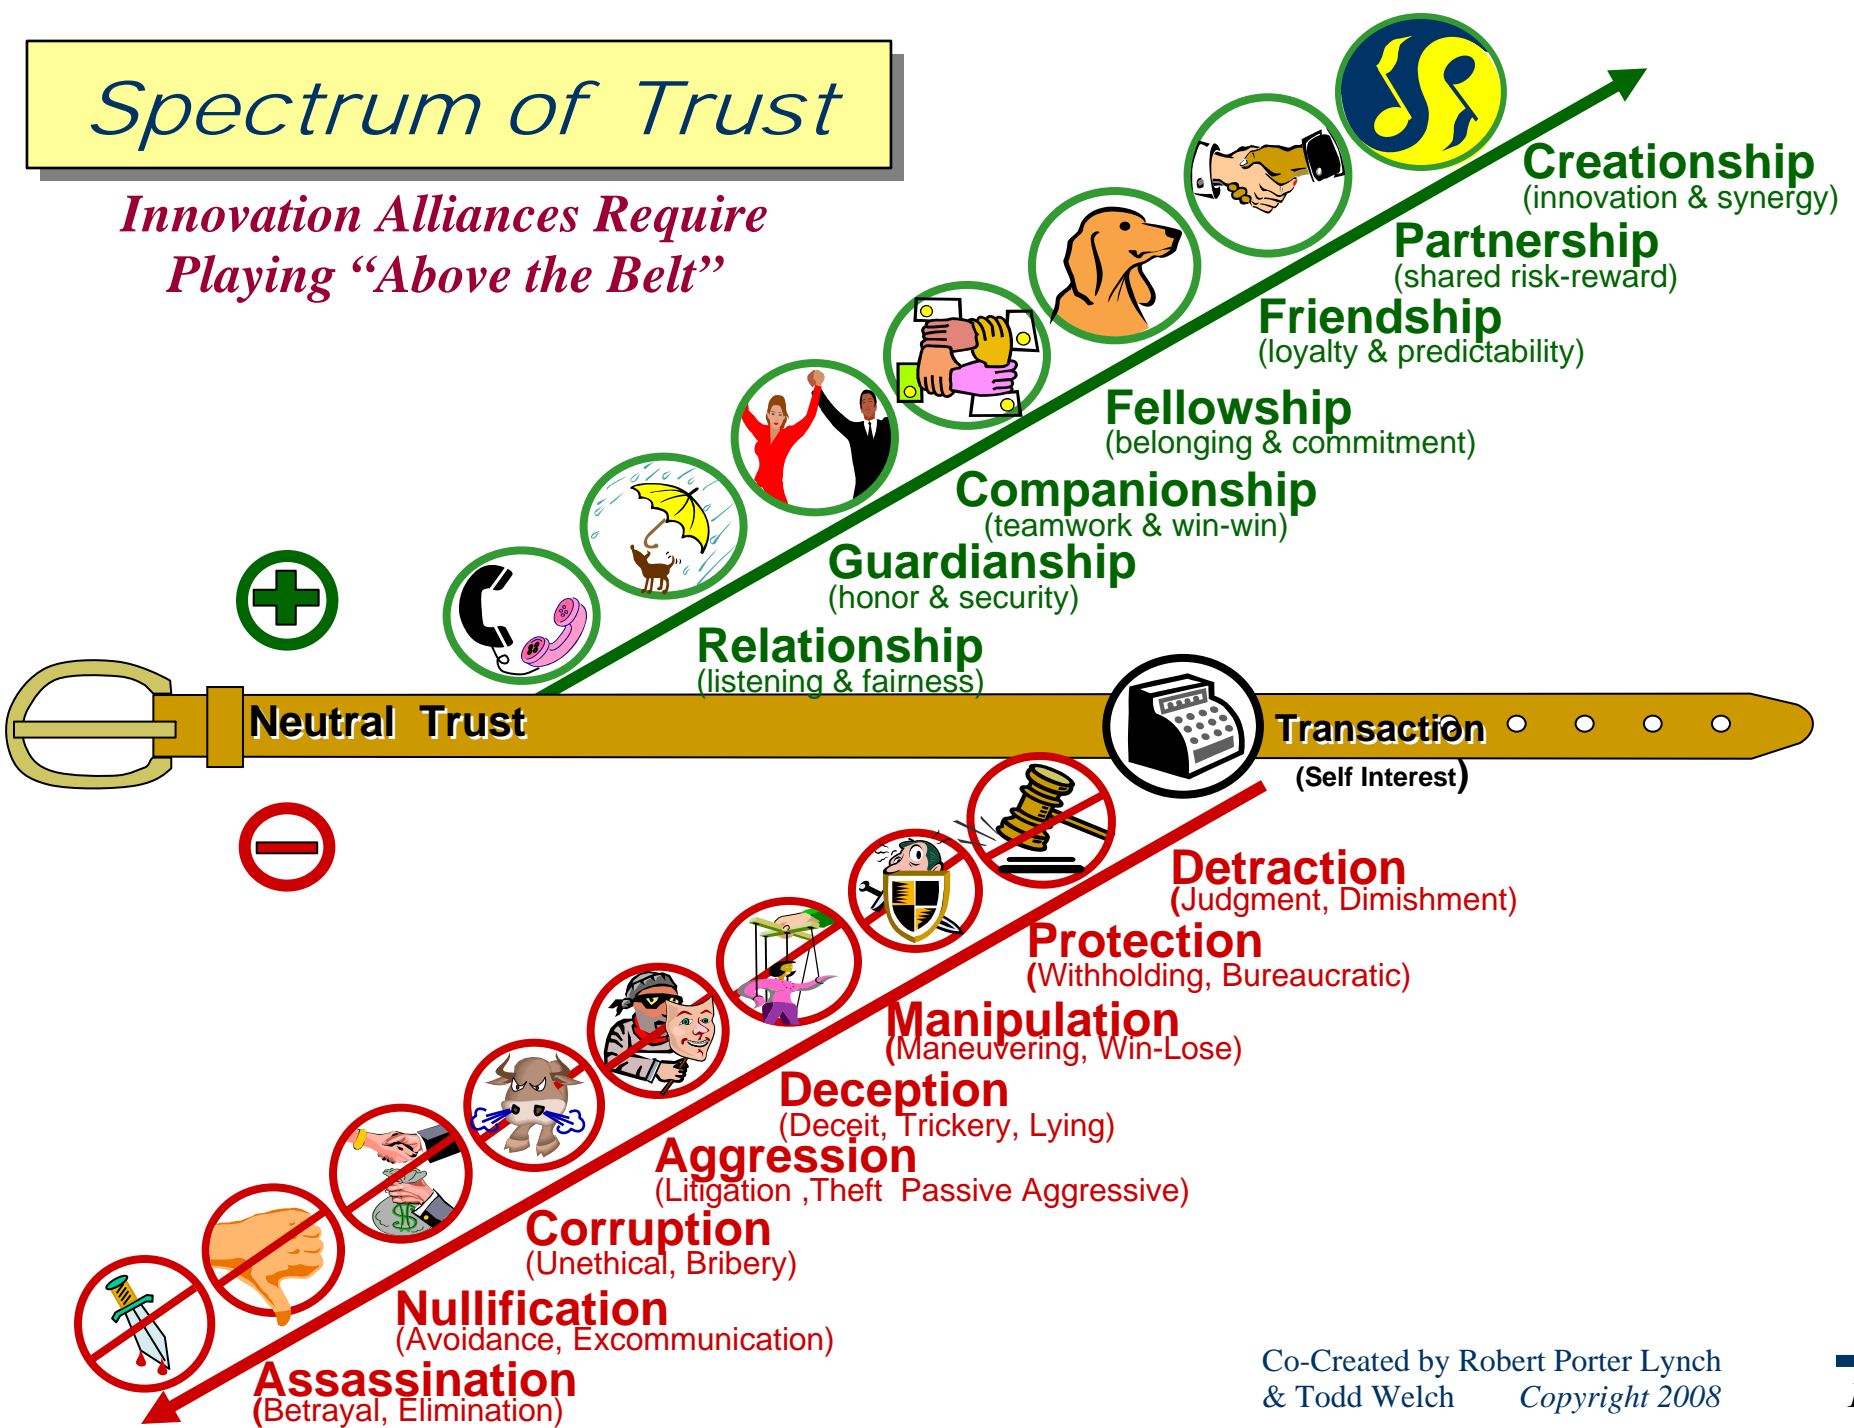 Spectrum of Trust
Innovation Alliances Require
Playing “Above the Belt”
Creationship
(innovation & synergy)
Partnership
(shared risk-reward)
Friendship
(loyalty & predictability)
Fellowship
(belonging & commitment)
Companionship
(teamwork & win-win)
Guardianship
(honor & security)
Relationship
(listening & fairness)
Neutral Trust
Transaction
(Self Interest)
Detraction
(Judgment, Dimishment)
Protection
(Withholding, Bureaucratic)
Manipulation
(Maneuvering, Win-Lose)
Deception
(Deceit, Trickery, Lying)
Aggression
(Litigation ,Theft Passive Aggressive)
Corruption
(Unethical, Bribery)
Nullification
(Avoidance, Excommunication)
Assassination
(Betrayal, Elimination)
Co-Created by Robert Porter Lynch
& Todd Welch Copyright 2008